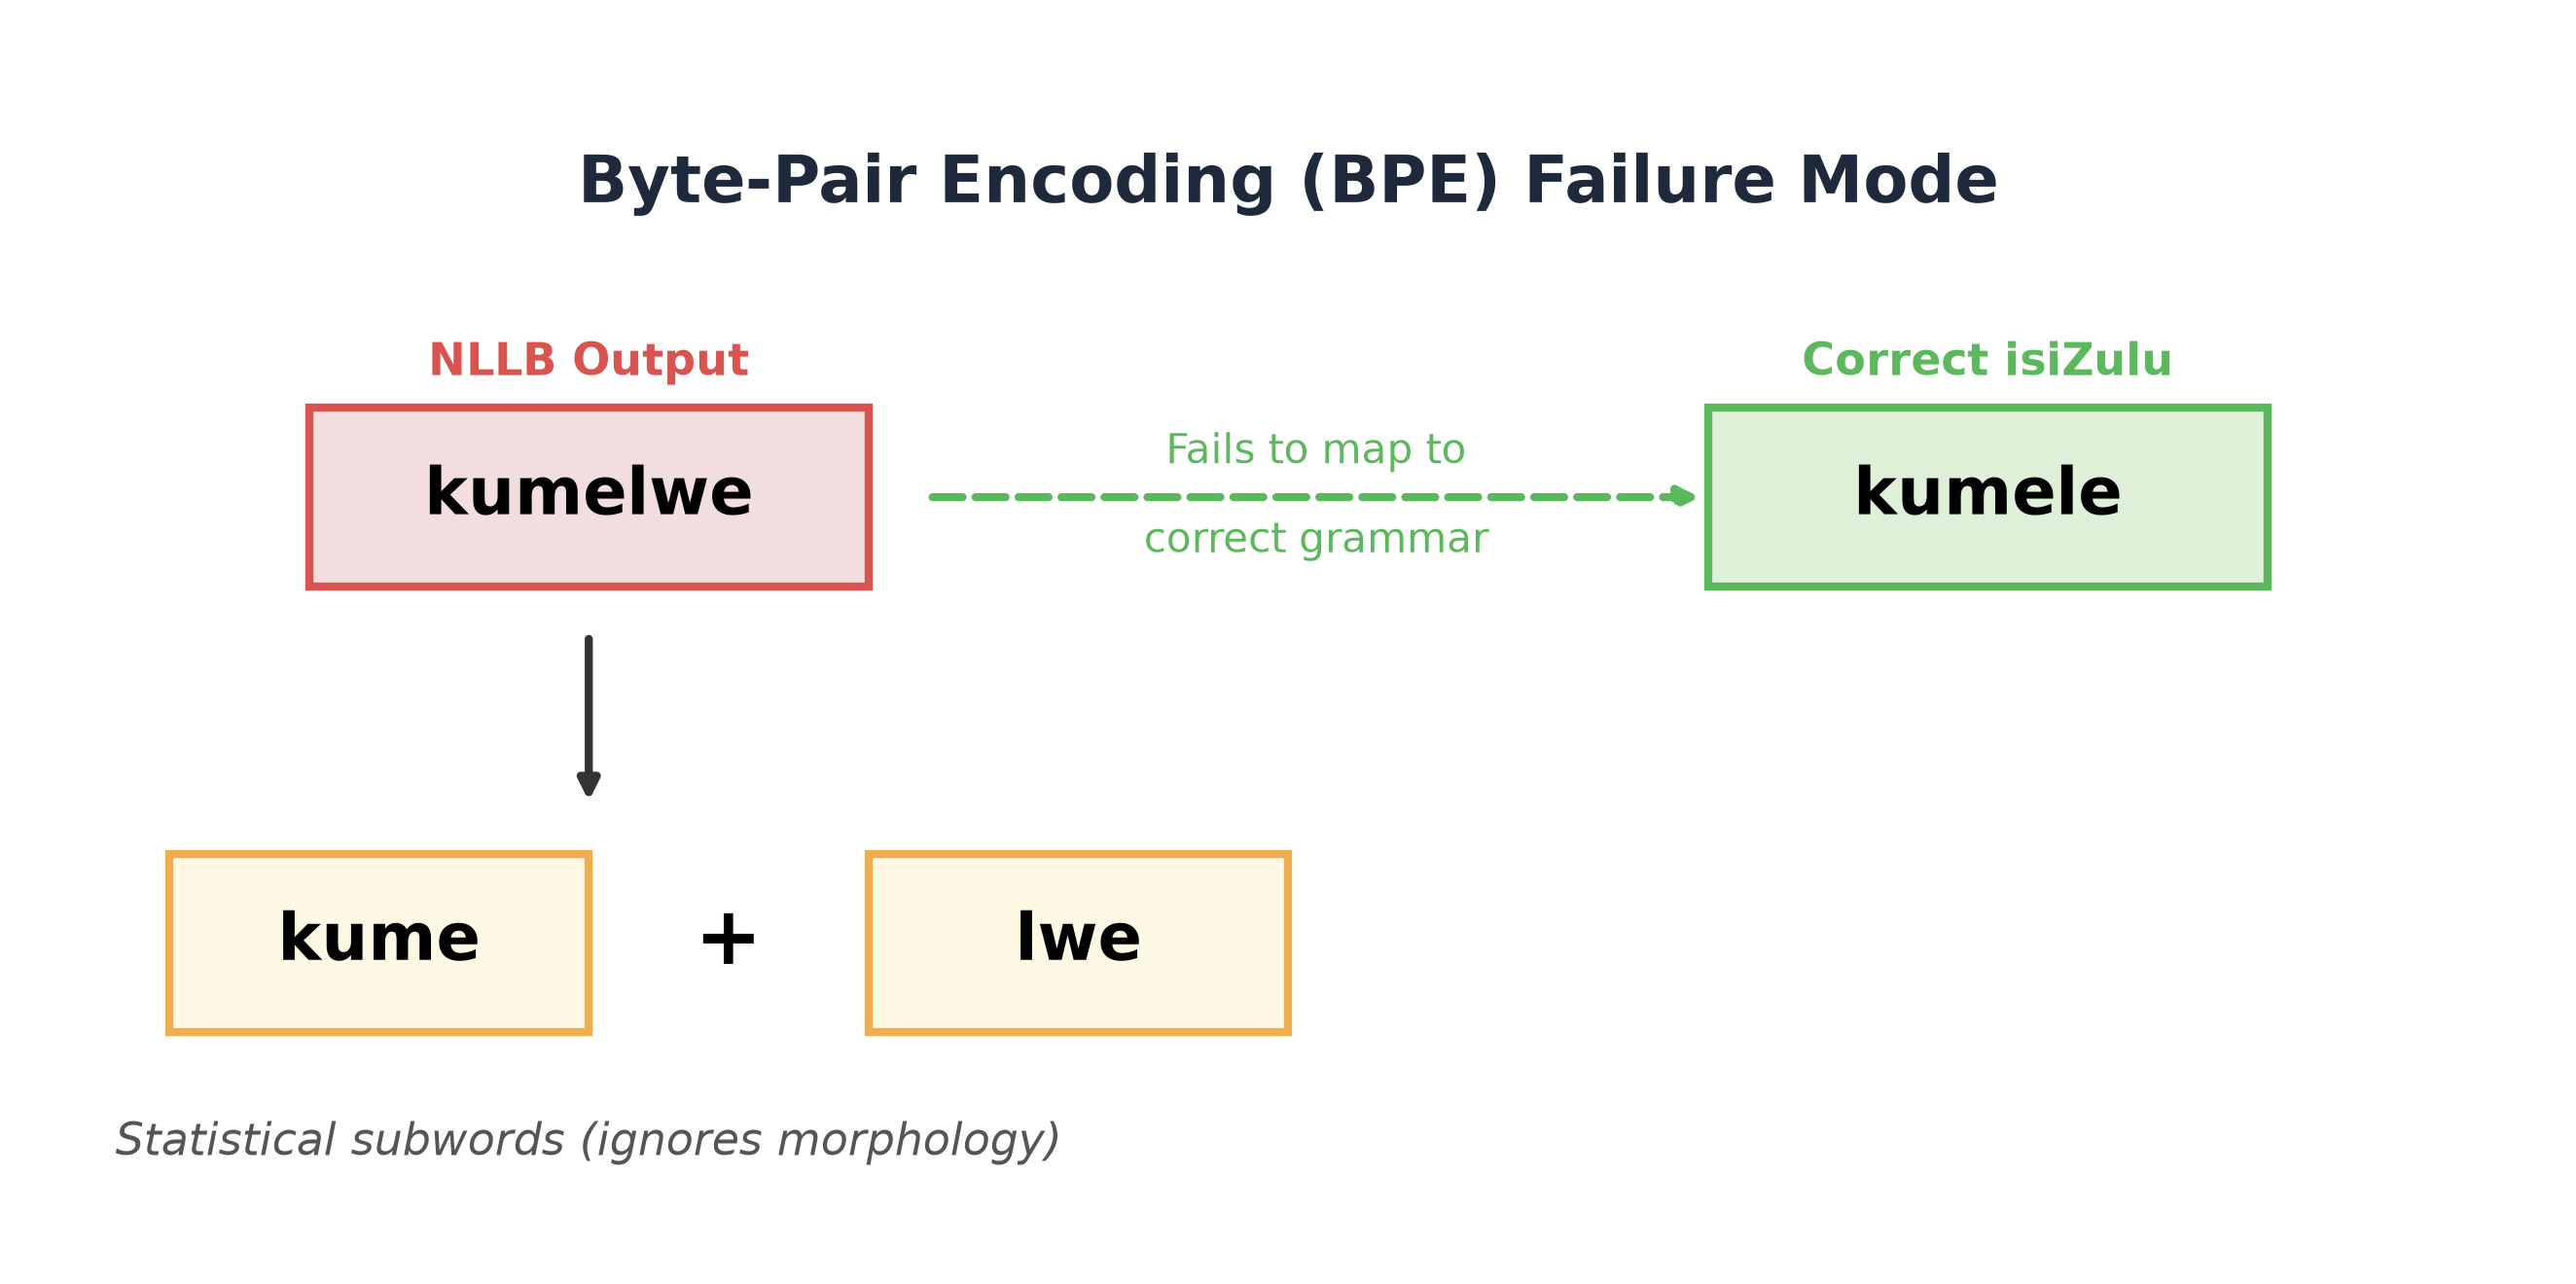 Byte-Pair Encoding (BPE) Failure Mode
NLLB Output
Correct isiZulu
kumelwe
Fails to map to
correct grammar
kumele
kume
+
lwe
Statistical subwords (ignores morphology)